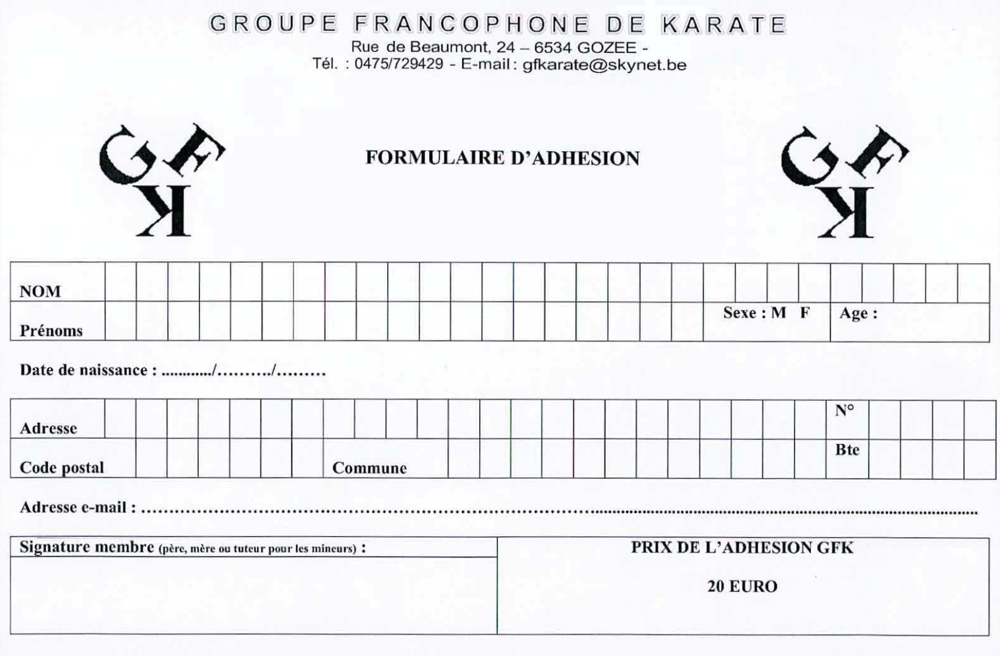 GROUPE FRANCOPHONE DE KARATE
Rue de Beaumont, 24 – 6534 GOZEE -
Tél. : 0475/729429 - E-mail : gfkarate@skynet.be
GFK
FORMULAIRE D'ADHESION
GFK
NOM
Prénoms
Sexe : M F
Age :
Date de naissance : ............/........../.........
Adresse
N°
Code postal
Commune
Bte
Adresse e-mail : ................................................................................
Signature membre (père, mère ou tuteur pour les mineurs) :
PRIX DE L'ADHESION GFK
20 EURO